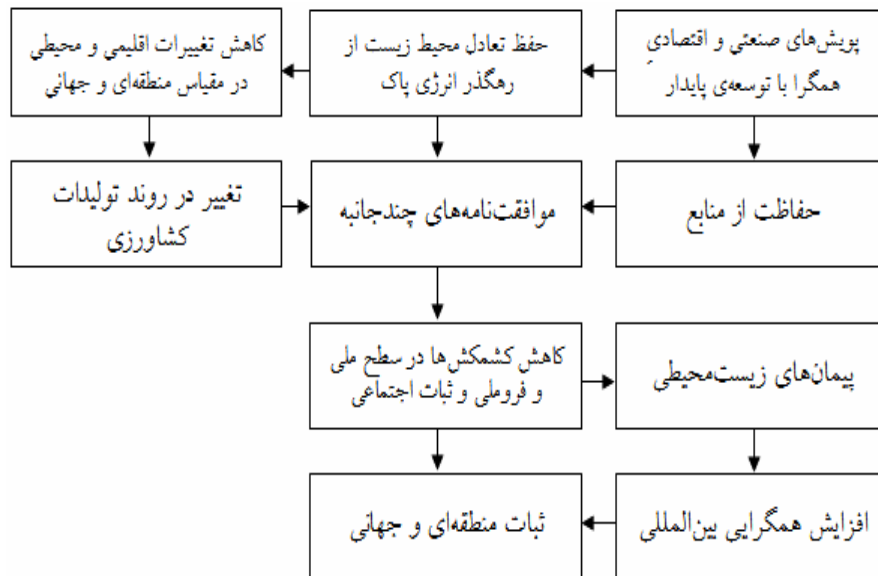 پویش‌های صنعتی و اقتصادیِ
همگرا با توسعه‌ی پایدار
حفظ تعادل محیط زیست از
رهگذر انرژی پاک
کاهش تغییرات اقلیمی و محیطی
در مقیاس منطقه‌ای و جهانی
حفاظت از منابع
موافقت‌نامه‌های چندجانبه
تغییر در روند تولیدات
کشاورزی
کاهش کشمکش‌ها در سطح ملی
و فروملی و ثبات اجتماعی
پیمان‌های زیست‌محیطی
افزایش همگرایی بین‌المللی
ثبات منطقه‌ای و جهانی